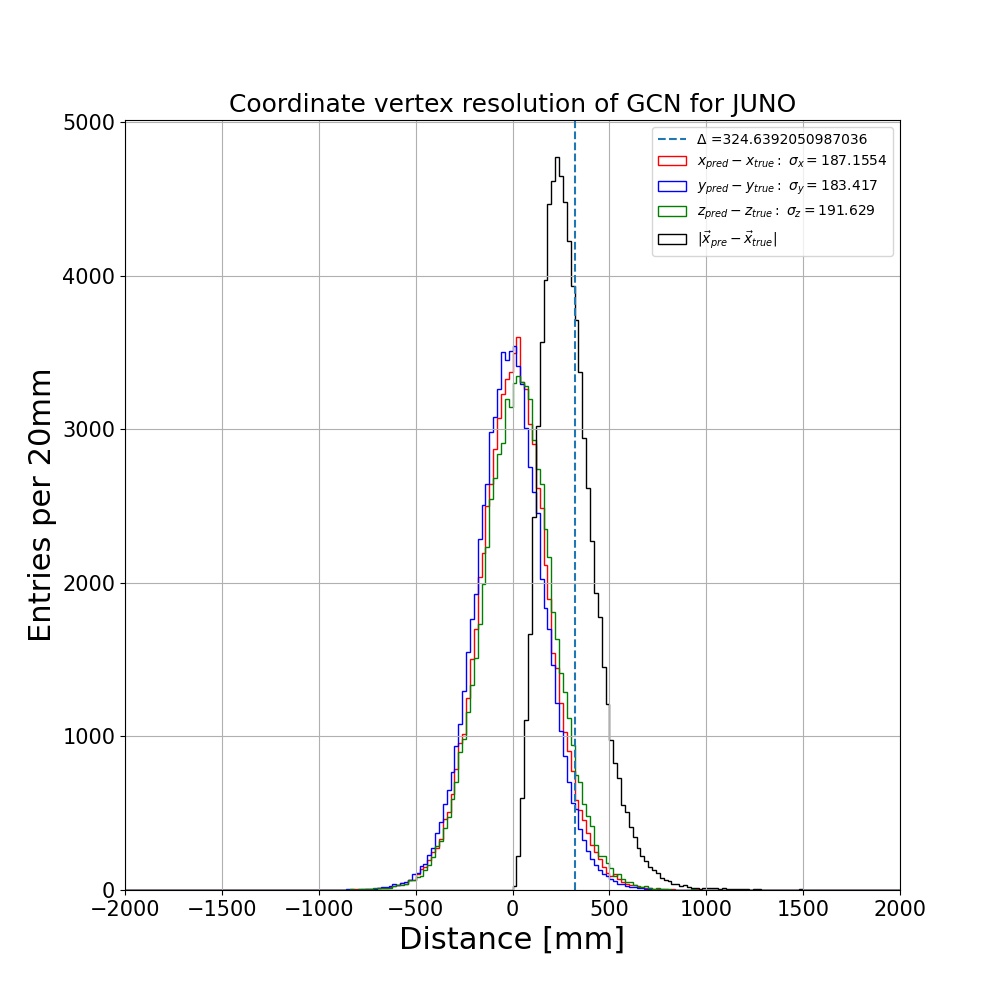 Coordinate vertex resolution of GCN for JUNO
Δ =324.6392050987036
x_pred − x_true : σ_x = 187.1554
y_pred − y_true : σ_y = 183.417
z_pred − z_true : σ_z = 191.629
|x⃗_pre − x⃗_true|
Entries per 20mm
5000
4000
3000
2000
1000
0
−2000 −1500 −1000 −500 0 500 1000 1500 2000
Distance [mm]